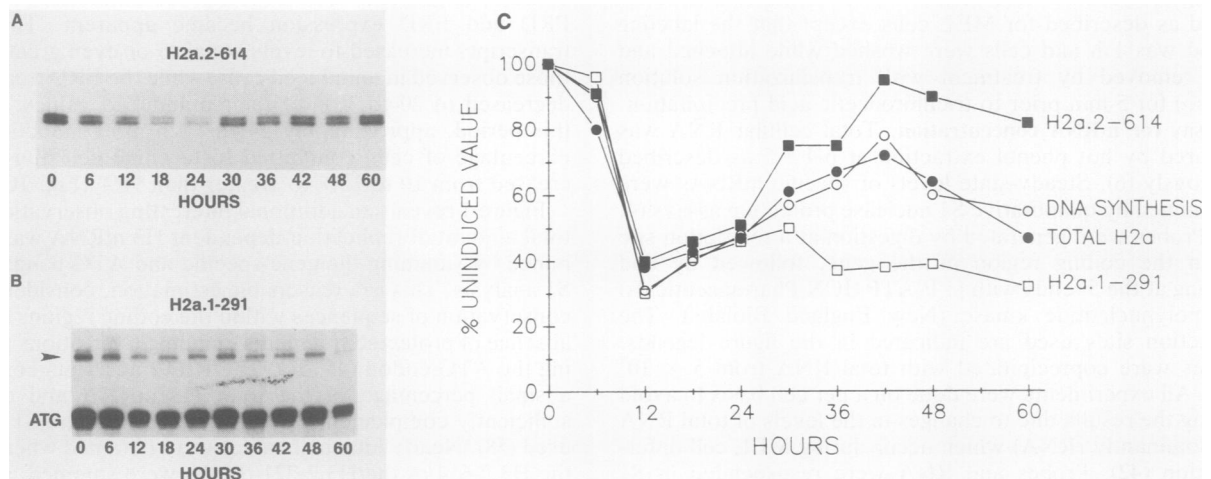 A
H2a.2-614
0 6 12 18 24 30 36 42 48 60
HOURS
B
H2a.1-291
ATG
0 6 12 18 24 30 36 42 48 60
HOURS
C
% UNINDUCED VALUE
100
80
60
40
20
0
0 12 24 36 48 60
HOURS
H2a.2-614
DNA SYNTHESIS
TOTAL H2a
H2a.1-291